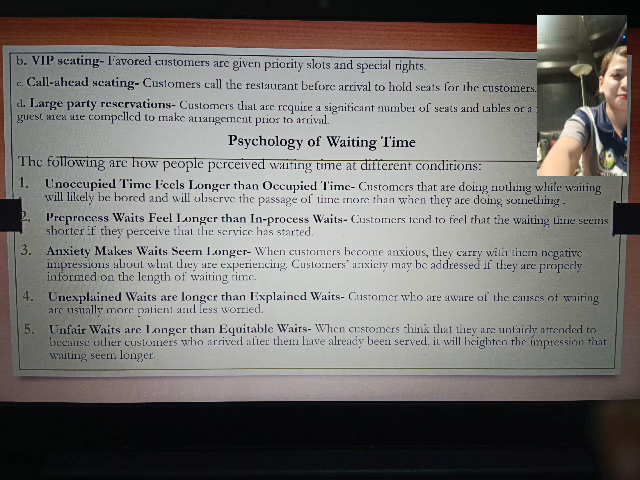 b. VIP seating- Favored customers are given priority slots and special rights.
c. Call-ahead seating- Customers call the restaurant before arrival to hold seats for the customers.
d. Large party reservations- Customers that are require a significant number of seats and tables or a
guest area are compelled to make arrangement prior to arrival.
Psychology of Waiting Time
The following are how people perceived waiting time at different conditions:
1. Unoccupied Time Feels Longer than Occupied Time- Customers that are doing nothing while waiting
will likely be bored and will observe the passage of time more than when they are doing something .
2. Preprocess Waits Feel Longer than In-process Waits- Customers tend to feel that the waiting time seems
shorter if they perceive that the service has started.
3. Anxiety Makes Waits Seem Longer- When customers become anxious, they carry with them negative
impressions about what they are experiencing. Customers' anxiety may be addressed if they are properly
informed on the length of waiting time.
4. Unexplained Waits are longer than Explained Waits- Customer who are aware of the causes of waiting
are usually more patient and less worried.
5. Unfair Waits are Longer than Equitable Waits- When customers think that they are unfairly attended to
because other customers who arrived after them have already been served, it will heighten the impression that
waiting seem longer.